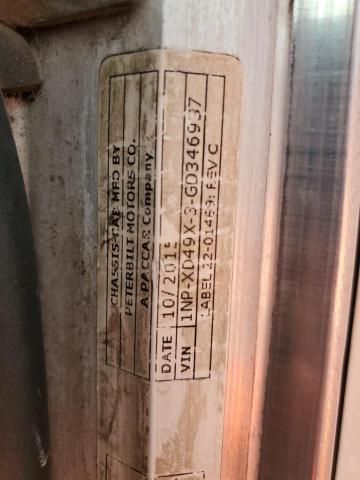 CHASSIS-CAB MFD BY
PETERBILT MOTORS CO.
A PACCAR Company
DATE 10/2015
VIN 1NP-XD49X-3-GD346937
LABEL 22-01469 REV C